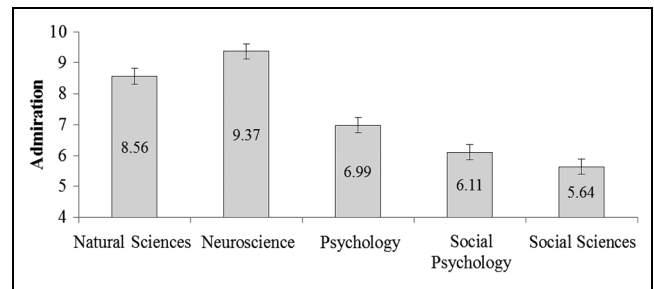 Admiration
10
9
8
7
6
5
4
8.56
9.37
6.99
6.11
5.64
Natural Sciences
Neuroscience
Psychology
Social
Psychology
Social Sciences